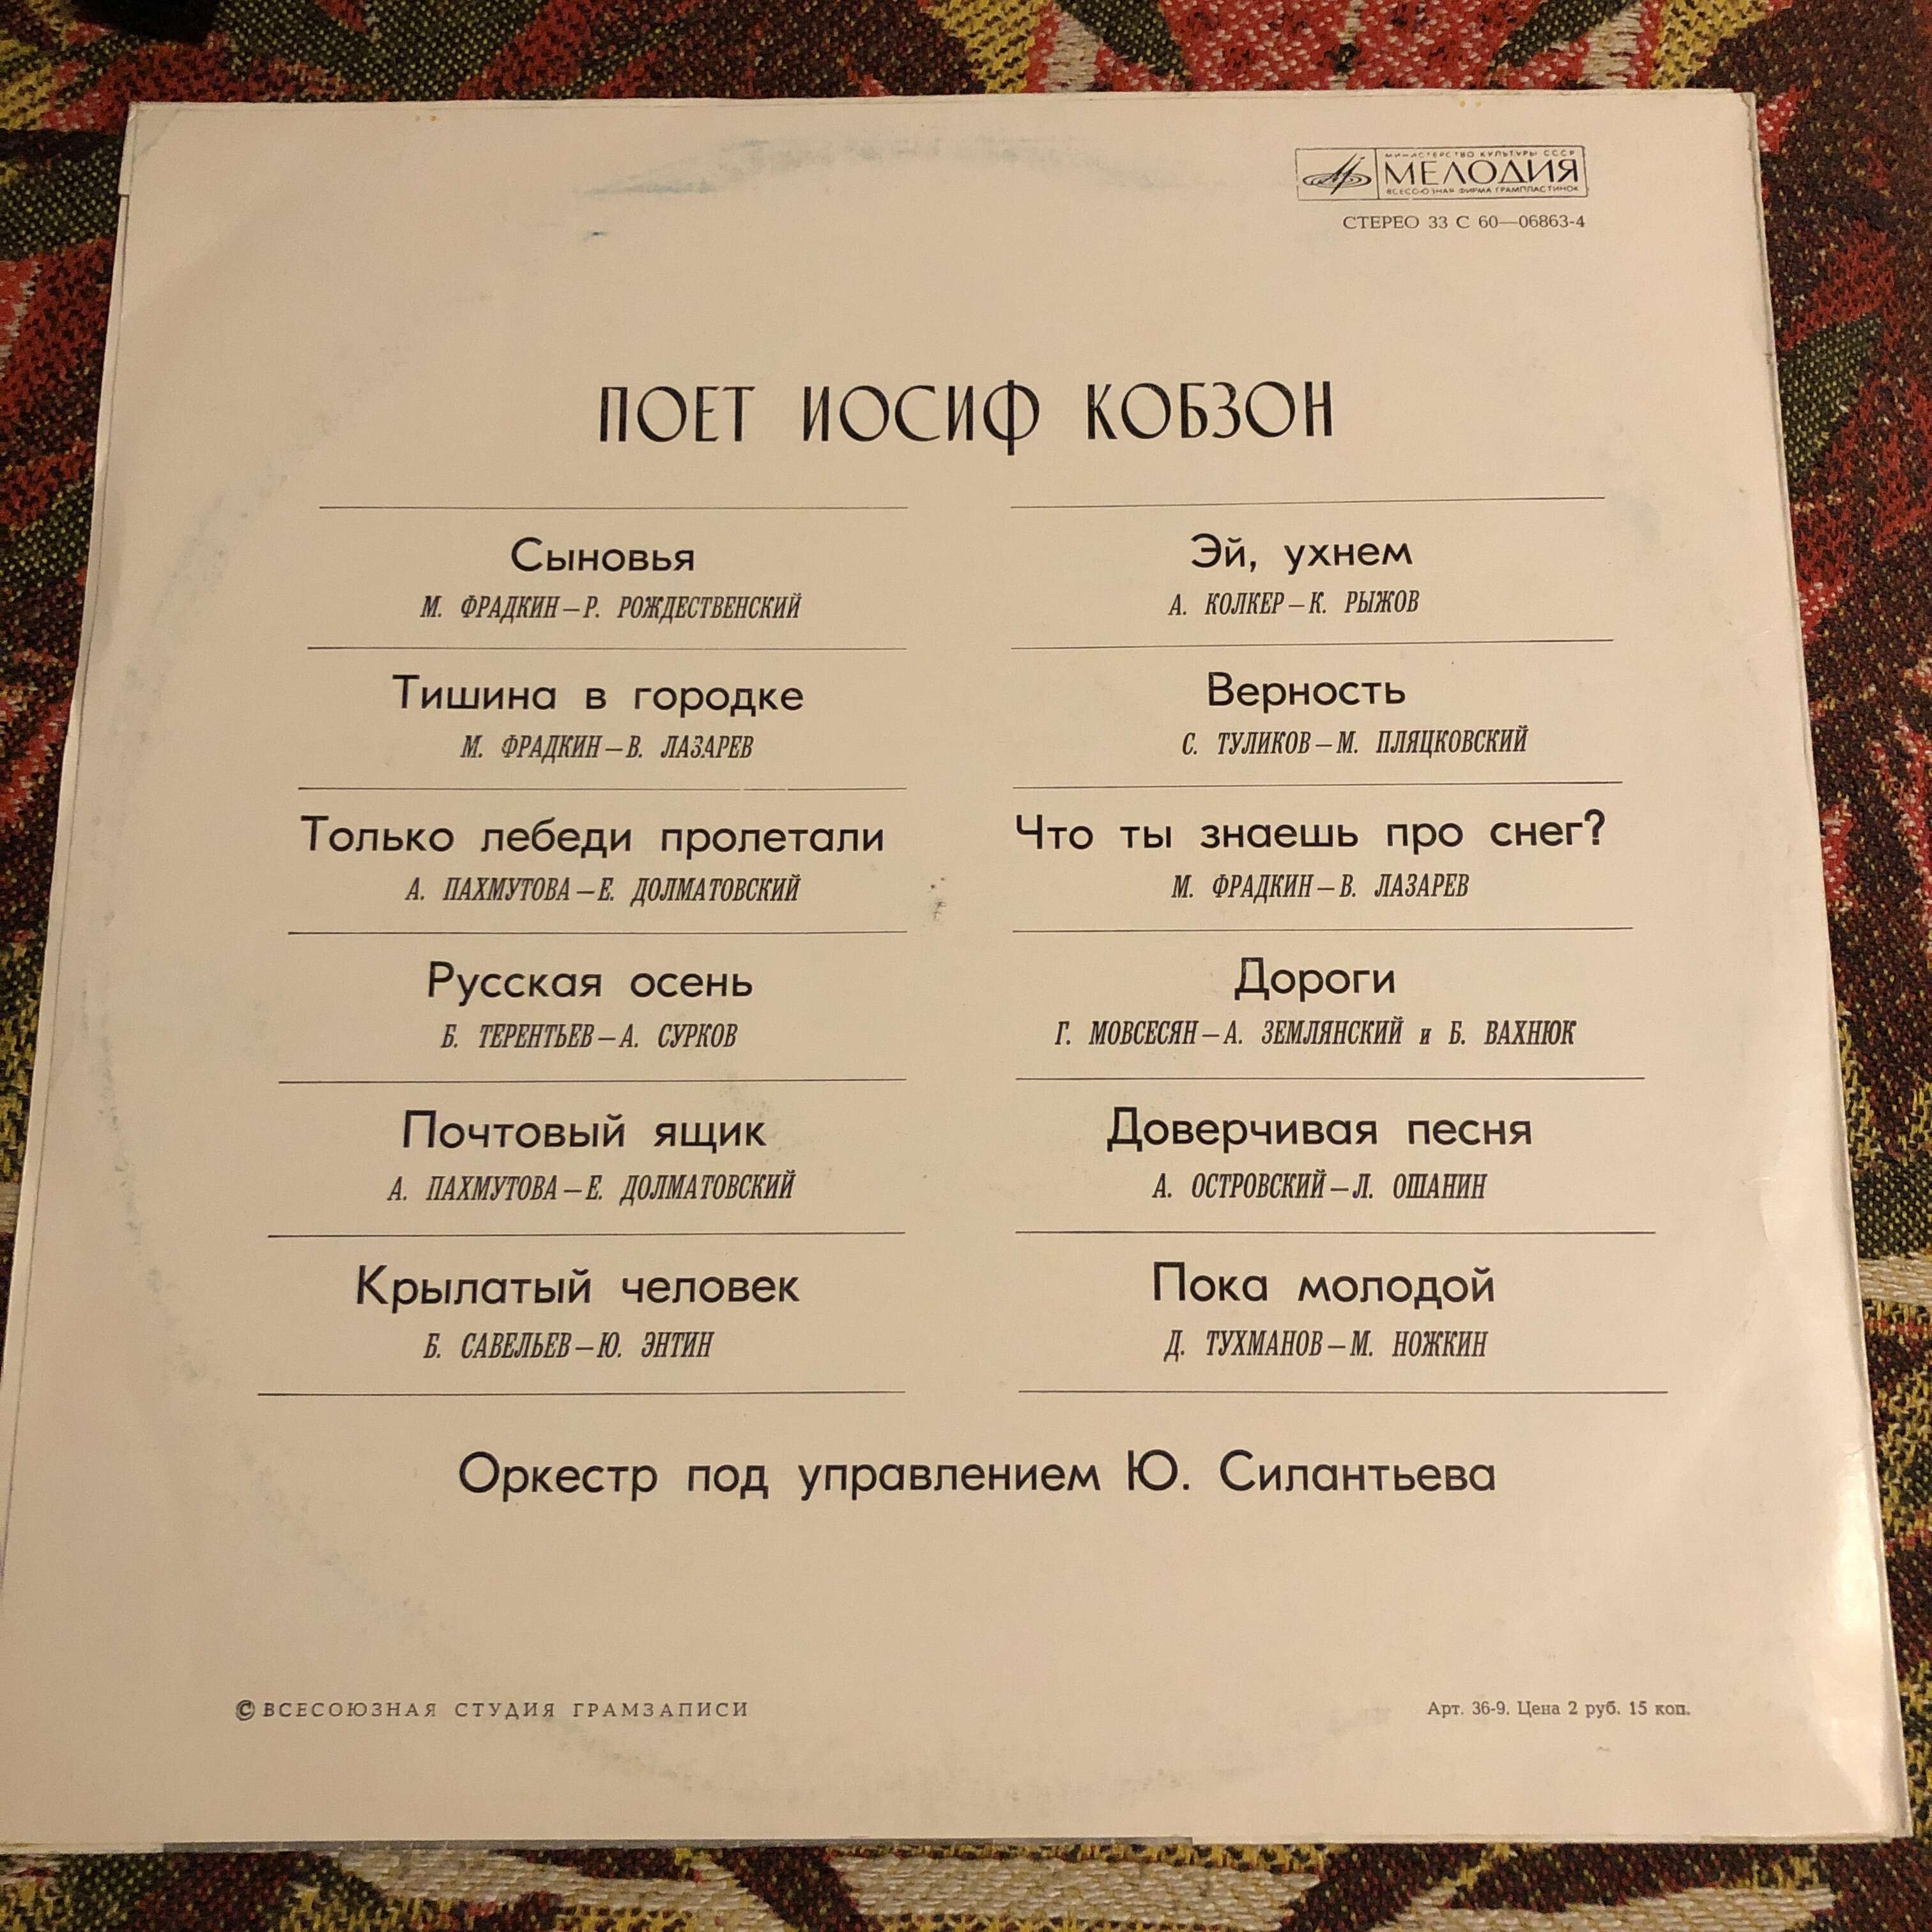 МИНИСТЕРСТВО КУЛЬТУРЫ СССР
МЕЛОДИЯ
ВСЕСОЮЗНАЯ ФИРМА ГРАМПЛАСТИНОК
СТЕРЕО 33 С 60—06863-4
ПОЕТ ИОСИФ КОБЗОН
Сыновья
М. ФРАДКИН—Р. РОЖДЕСТВЕНСКИЙ
Тишина в городке
М. ФРАДКИН—В. ЛАЗАРЕВ
Только лебеди пролетали
А. ПАХМУТОВА—Е. ДОЛМАТОВСКИЙ
Русская осень
Б. ТЕРЕНТЬЕВ—А. СУРКОВ
Почтовый ящик
А. ПАХМУТОВА—Е. ДОЛМАТОВСКИЙ
Крылатый человек
Б. САВЕЛЬЕВ—Ю. ЭНТИН
Эй, ухнем
А. КОЛКЕР—К. РЫЖОВ
Верность
С. ТУЛИКОВ—М. ПЛЯЦКОВСКИЙ
Что ты знаешь про снег?
М. ФРАДКИН—В. ЛАЗАРЕВ
Дороги
Г. МОВСЕСЯН—А. ЗЕМЛЯНСКИЙ и Б. ВАХНЮК
Доверчивая песня
А. ОСТРОВСКИЙ—Л. ОШАНИН
Пока молодой
Д. ТУХМАНОВ—М. НОЖКИН
Оркестр под управлением Ю. Силантьева
© ВСЕСОЮЗНАЯ СТУДИЯ ГРАМЗАПИСИ
Арт. 36-9. Цена 2 руб. 15 коп.